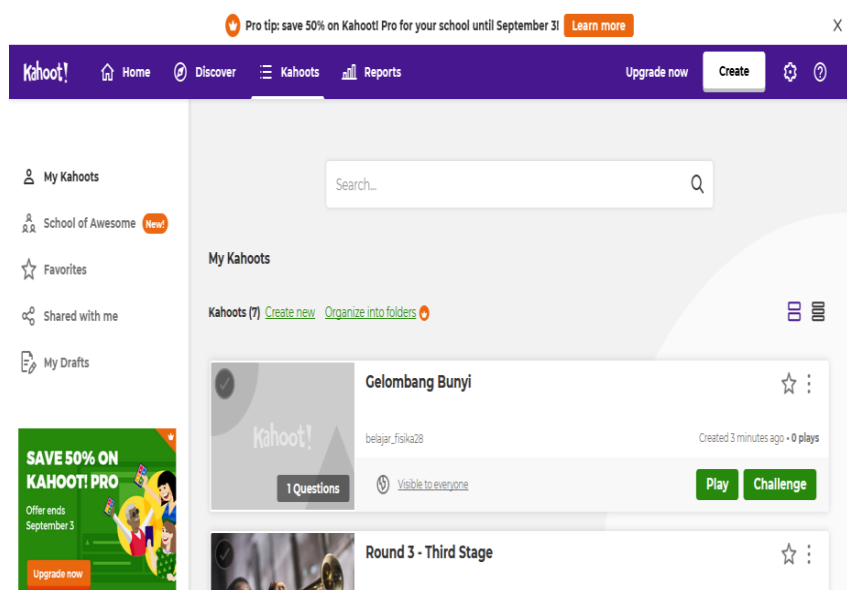 Pro tip: save 50% on Kahoot! Pro for your school until September 3! Learn more X
Kahoot! Home Discover Kahoots Reports Upgrade now Create
My Kahoots
School of Awesome New!
Favorites
Shared with me
My Drafts
SAVE 50% ON
KAHOOT! PRO
Offer ends
September 3
Upgrade now
Search...
My Kahoots
Kahoots (7) Create new Organize into folders
Kahoot!
1 Questions
Gelombang Bunyi
belajar_fisika28 Created 3 minutes ago • 0 plays
Visible to everyone Play Challenge
Round 3 - Third Stage